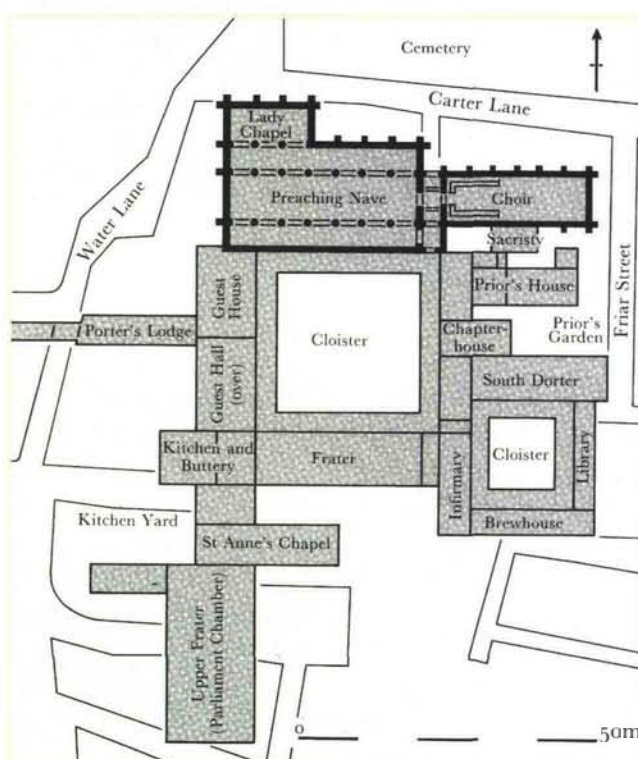 Cemetery
Carter Lane
Lady
Chapel
Preaching Nave
Choir
Water Lane
Sacristy
Friar Street
Guest
House
Prior's House
Porter's Lodge
Cloister
Chapter-
house
Prior's
Garden
Guest Hall
(over)
South Dorter
Kitchen and
Buttery
Frater
Infirmary
Cloister
Library
Kitchen Yard
Brewhouse
St Anne's Chapel
Upper Frater
(Parliament Chamber)
0
50m